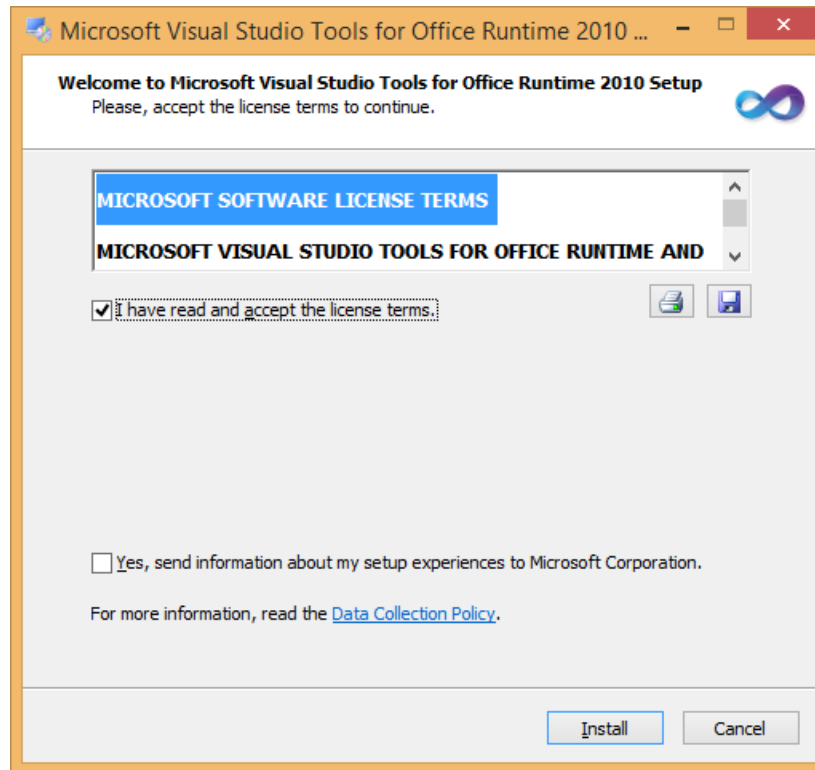 Microsoft Visual Studio Tools for Office Runtime 2010 ...
Welcome to Microsoft Visual Studio Tools for Office Runtime 2010 Setup
Please, accept the license terms to continue.
MICROSOFT SOFTWARE LICENSE TERMS
MICROSOFT VISUAL STUDIO TOOLS FOR OFFICE RUNTIME AND
I have read and accept the license terms.
Yes, send information about my setup experiences to Microsoft Corporation.
For more information, read the Data Collection Policy.
Install Cancel